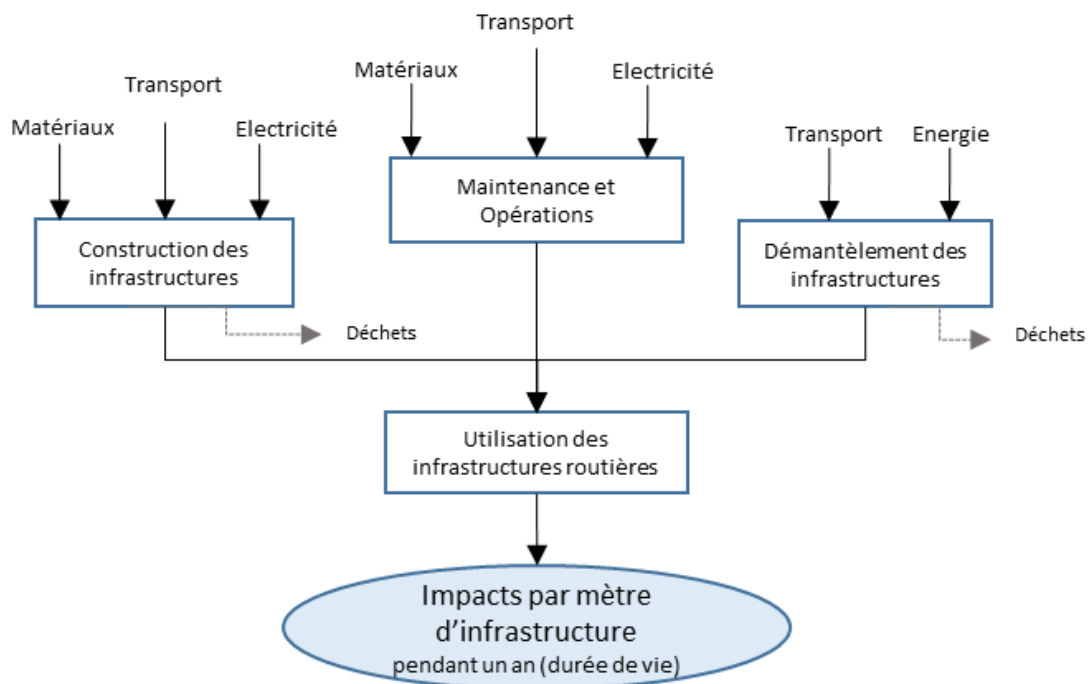 Transport
Matériaux
Electricité
Maintenance et
Opérations
Transport
Matériaux
Electricité
Construction des
infrastructures
Déchets
Transport
Energie
Démantèlement des
infrastructures
Déchets
Utilisation des
infrastructures routières
Impacts par mètre
d’infrastructure
pendant un an (durée de vie)